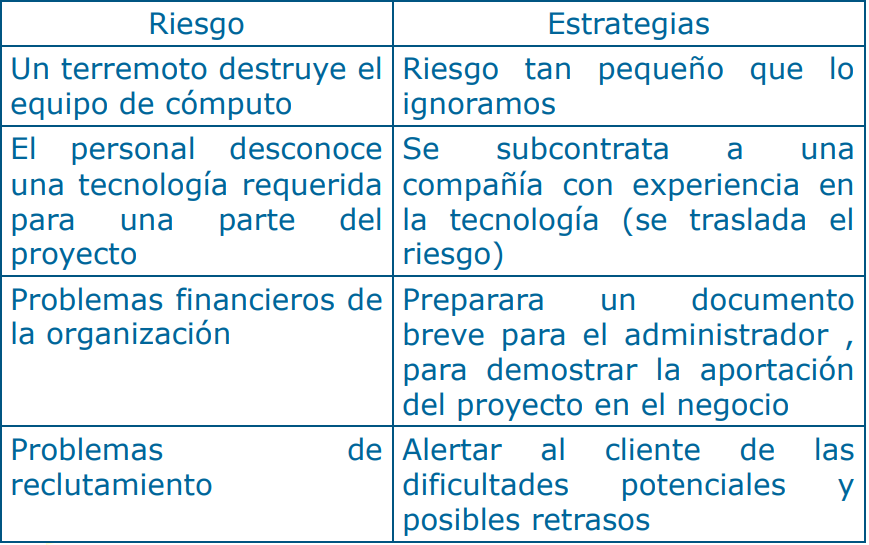 Riesgo
Estrategias
Un terremoto destruye el
equipo de cómputo
Riesgo tan pequeño que lo
ignoramos
El personal desconoce
una tecnología requerida
para una parte del
proyecto
Se subcontrata a una
compañía con experiencia en
la tecnología (se traslada el
riesgo)
Problemas financieros de
la organización
Preparara un documento
breve para el administrador ,
para demostrar la aportación
del proyecto en el negocio
Problemas de
reclutamiento
Alertar al cliente de las
dificultades potenciales y
posibles retrasos